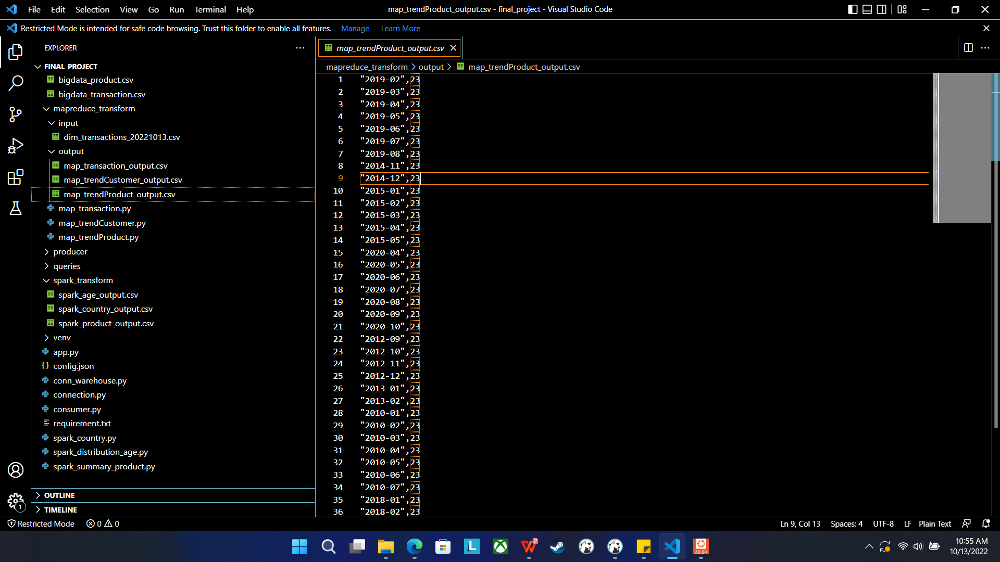 File Edit Selection View Go Run Terminal Help
map_trendProduct_output.csv - final_project - Visual Studio Code
Restricted Mode is intended for safe code browsing. Trust this folder to enable all features. Manage Learn More
EXPLORER
FINAL_PROJECT
bigdata_product.csv
bigdata_transaction.csv
mapreduce_transform
input
dim_transactions_20221013.csv
output
map_transaction_output.csv
map_trendCustomer_output.csv
map_trendProduct_output.csv
map_transaction.py
map_trendCustomer.py
map_trendProduct.py
producer
queries
spark_transform
spark_age_output.csv
spark_country_output.csv
spark_product_output.csv
venv
app.py
config.json
conn_warehouse.py
connection.py
consumer.py
requirement.txt
spark_country.py
spark_distribution_age.py
spark_summary_product.py
OUTLINE
TIMELINE
1
map_trendProduct_output.csv
mapreduce_transform > output > map_trendProduct_output.csv
1 "2019-02",23
2 "2019-03",23
3 "2019-04",23
4 "2019-05",23
5 "2019-06",23
6 "2019-07",23
7 "2019-08",23
8 "2014-11",23
9 "2014-12",23
10 "2015-01",23
11 "2015-02",23
12 "2015-03",23
13 "2015-04",23
14 "2015-05",23
15 "2020-04",23
16 "2020-05",23
17 "2020-06",23
18 "2020-07",23
19 "2020-08",23
20 "2020-09",23
21 "2020-10",23
22 "2012-09",23
23 "2012-10",23
24 "2012-11",23
25 "2012-12",23
26 "2013-01",23
27 "2013-02",23
28 "2010-01",23
29 "2010-02",23
30 "2010-03",23
31 "2010-04",23
32 "2010-05",23
33 "2010-06",23
34 "2010-07",23
35 "2018-01",23
36 "2018-02",23
Restricted Mode 0 0
Ln 9, Col 13 Spaces: 4 UTF-8 LF Plain Text
L
2
20.04
10:55 AM
10/13/2022